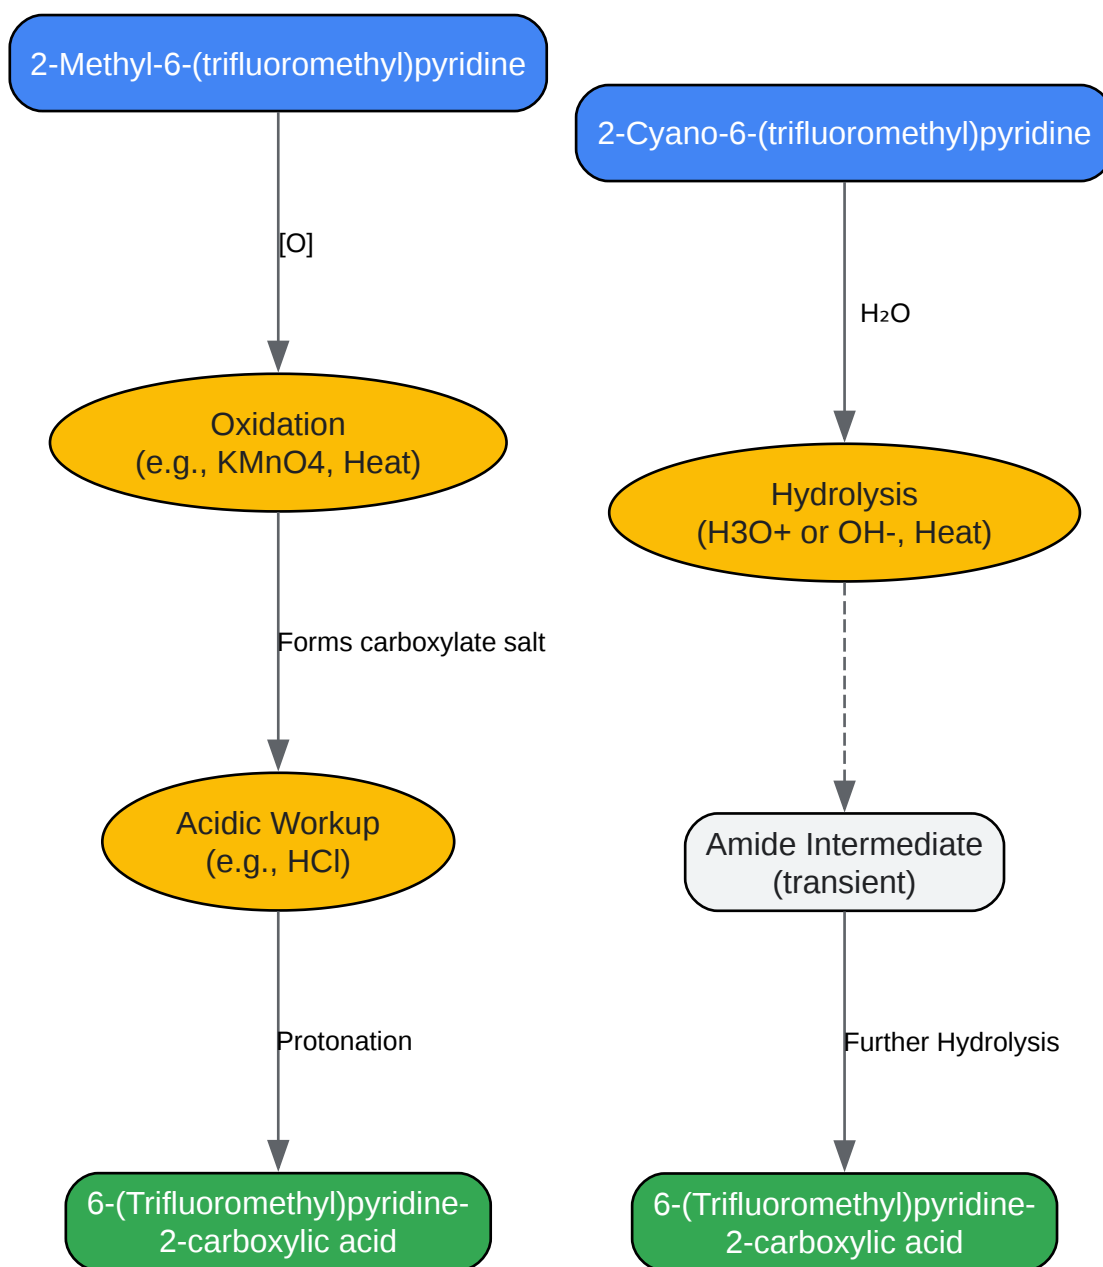 2-Methyl-6-(trifluoromethyl)pyridine
[O]
Oxidation
(e.g., KMnO4, Heat)
Forms carboxylate salt
Acidic Workup
(e.g., HCl)
Protonation
6-(Trifluoromethyl)pyridine-
2-carboxylic acid
2-Cyano-6-(trifluoromethyl)pyridine
H₂O
Hydrolysis
(H3O+ or OH-, Heat)
Amide Intermediate
(transient)
Further Hydrolysis
6-(Trifluoromethyl)pyridine-
2-carboxylic acid